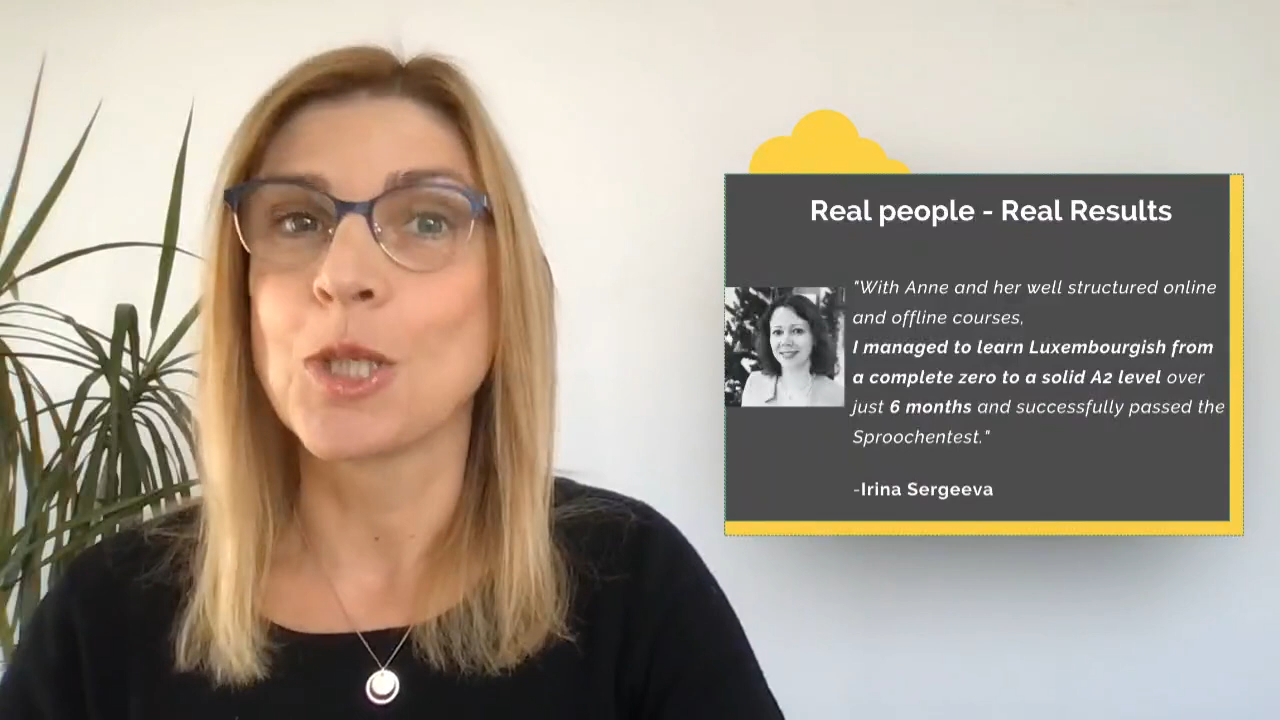 Real people - Real Results
"With Anne and her well structured online
and offline courses,
I managed to learn Luxembourgish from
a complete zero to a solid A2 level over
just 6 months and successfully passed the
Sproochentest."
-Irina Sergeeva